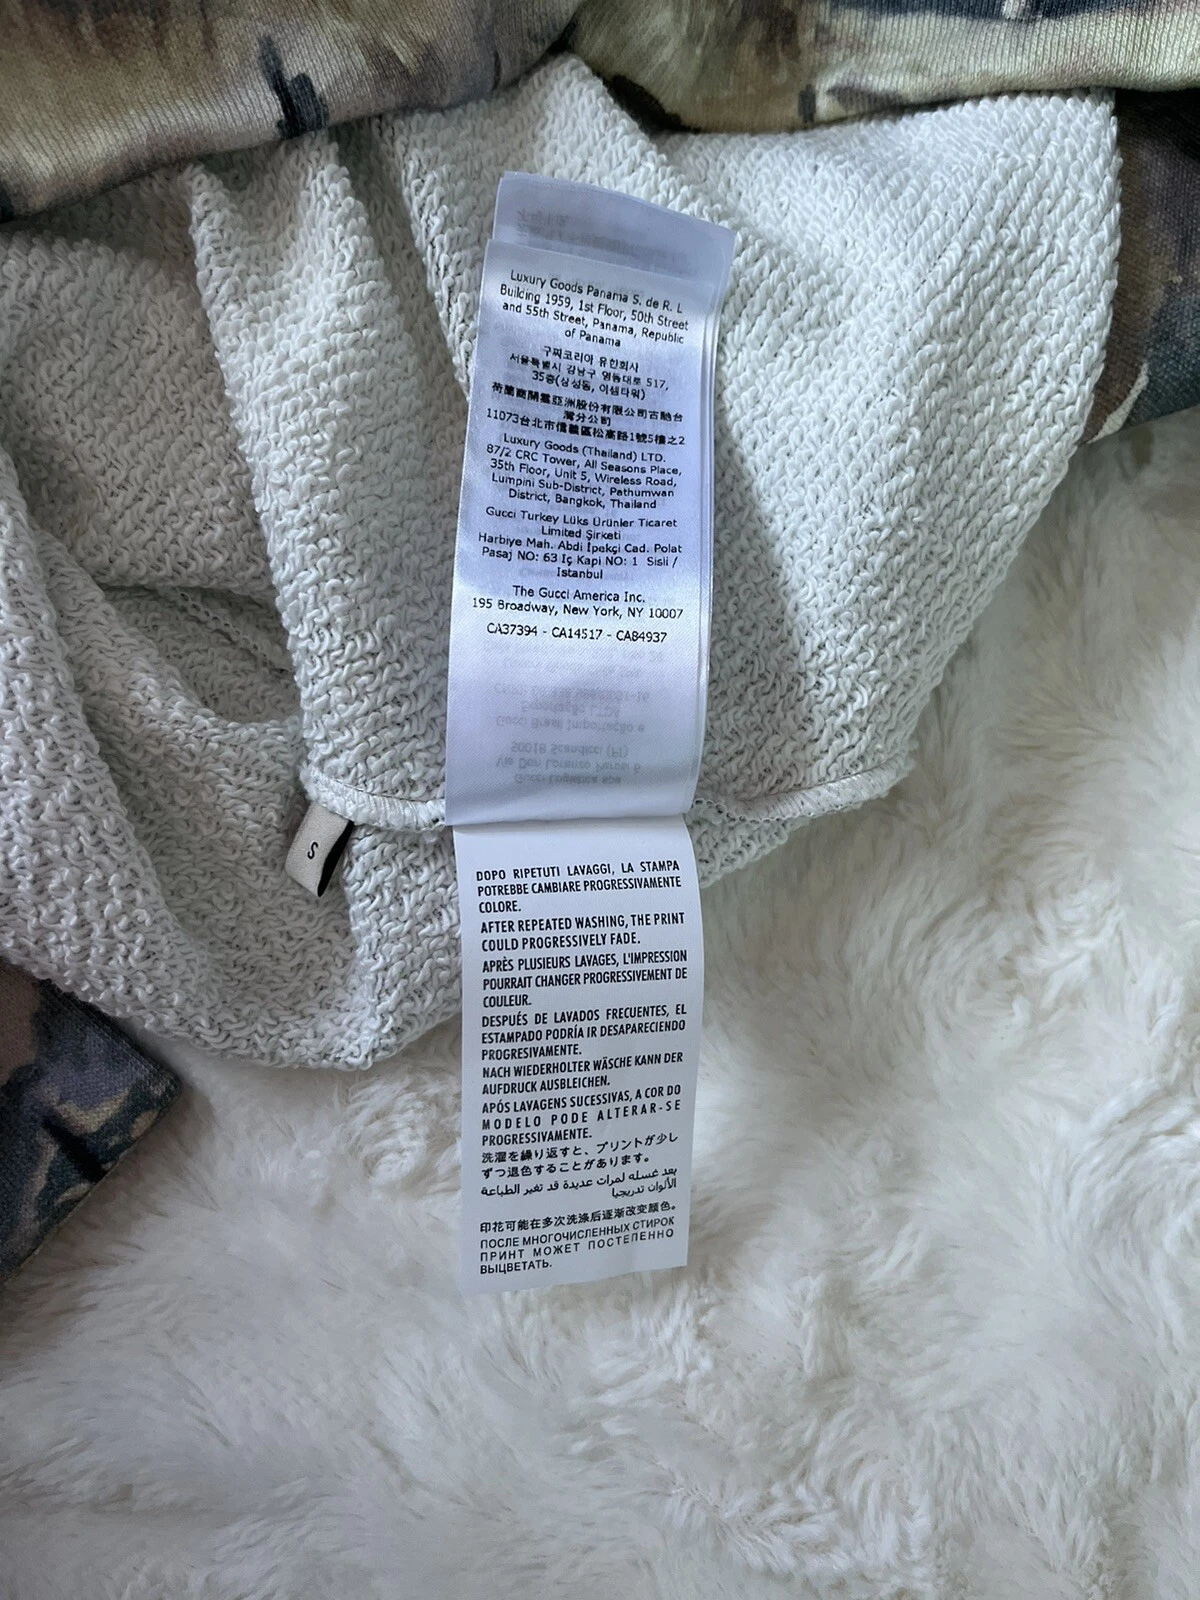 Luxury Goods Panama S. de R. L
Building 1959, 1st Floor, 50th Street
and 55th Street, Panama, Republic
of Panama
구찌코리아 유한회사
서울특별시 강남구 영동대로 517,
35층(삼성동, 아셈타워)
荷蘭商開雲亞洲股份有限公司古馳台
灣分公司
11073台北市信義區松高路1號5樓之2
Luxury Goods (Thailand) LTD.
87/2 CRC Tower, All Seasons Place,
35th Floor, Unit 5, Wireless Road,
Lumpini Sub-District, Pathumwan
District, Bangkok, Thailand
Gucci Turkey Lüks Ürünler Ticaret
Limited Şirketi
Harbiye Mah. Abdi İpekçi Cad. Polat
Pasaj NO: 63 Iç Kapi NO: 1 Sisli /
Istanbul
The Gucci America Inc.
195 Broadway, New York, NY 10007
CA37394 - CA14517 - CA84937
S
DOPO RIPETUTI LAVAGGI, LA STAMPA
POTREBBE CAMBIARE PROGRESSIVAMENTE
COLORE.
AFTER REPEATED WASHING, THE PRINT
COULD PROGRESSIVELY FADE.
APRÈS PLUSIEURS LAVAGES, L'IMPRESSION
POURRAIT CHANGER PROGRESSIVEMENT DE
COULEUR.
DESPUÉS DE LAVADOS FRECUENTES, EL
ESTAMPADO PODRÍA IR DESAPARECIENDO
PROGRESIVAMENTE.
NACH WIEDERHOLTER WÄSCHE KANN DER
AUFDRUCK AUSBLEICHEN.
APÓS LAVAGENS SUCESSIVAS, A COR DO
MODELO PODE ALTERAR-SE
PROGRESSIVAMENTE.
洗濯を繰り返すと、プリントが少し
ずつ退色することがあります。
بعد غسله لمرات عديدة قد تغير الطباعة
الألوان تدريجيا
印花可能在多次洗涤后逐渐改变颜色。
ПОСЛЕ МНОГОЧИСЛЕННЫХ СТИРОК
ПРИНТ МОЖЕТ ПОСТЕПЕННО
ВЫЦВЕТАТЬ.